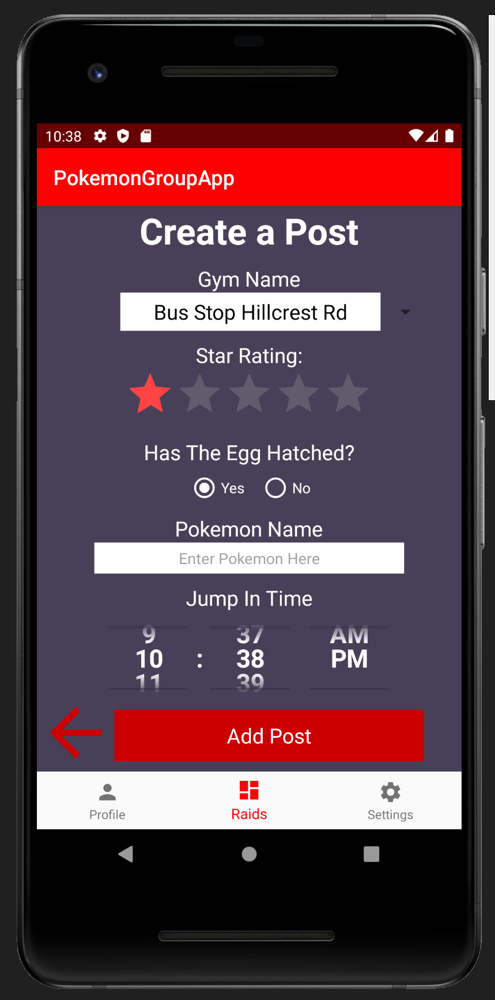 10:38
PokemonGroupApp
Create a Post
Gym Name
Bus Stop Hillcrest Rd
Star Rating:
Has The Egg Hatched?
Yes No
Pokemon Name
Enter Pokemon Here
Jump In Time
9 37 AM
10 : 38 PM
11 39
Add Post
Profile Raids Settings